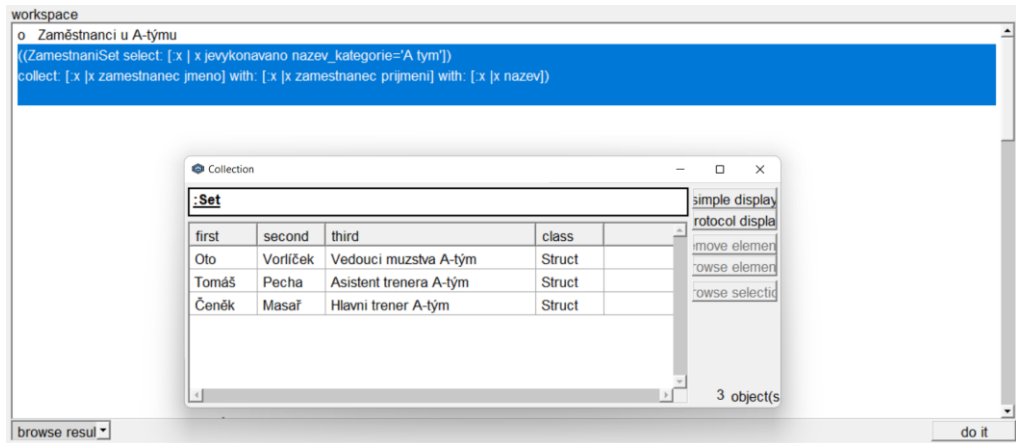 workspace
o Zaměstnanci u A-týmu
((ZamestnaniSet select: [:x | x jevykonavano nazev_kategorie='A tym'])
collect: [:x |x zamestnanec jmeno] with: [:x |x zamestnanec prijmeni] with: [:x |x nazev])
Collection
:Set
simple display
rotocol displa
first second third class
emove elemen
Oto Vorlíček Vedouci muzstva A-tým Struct
rowse elemen
Tomáš Pecha Asistent trenera A-tým Struct
rowse selectio
Čeněk Masař Hlavni trener A-tým Struct
3 object(s
browse resul
do it